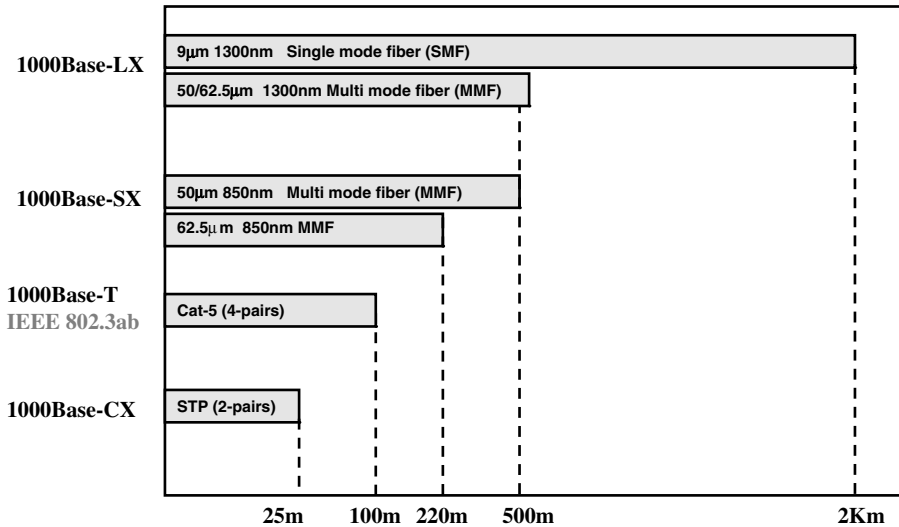 1000Base-LX
9μm 1300nm Single mode fiber (SMF)
50/62.5μm 1300nm Multi mode fiber (MMF)
1000Base-SX
50μm 850nm Multi mode fiber (MMF)
62.5μm 850nm MMF
1000Base-T
IEEE 802.3ab
Cat-5 (4-pairs)
1000Base-CX
STP (2-pairs)
25m 100m 220m 500m 2Km